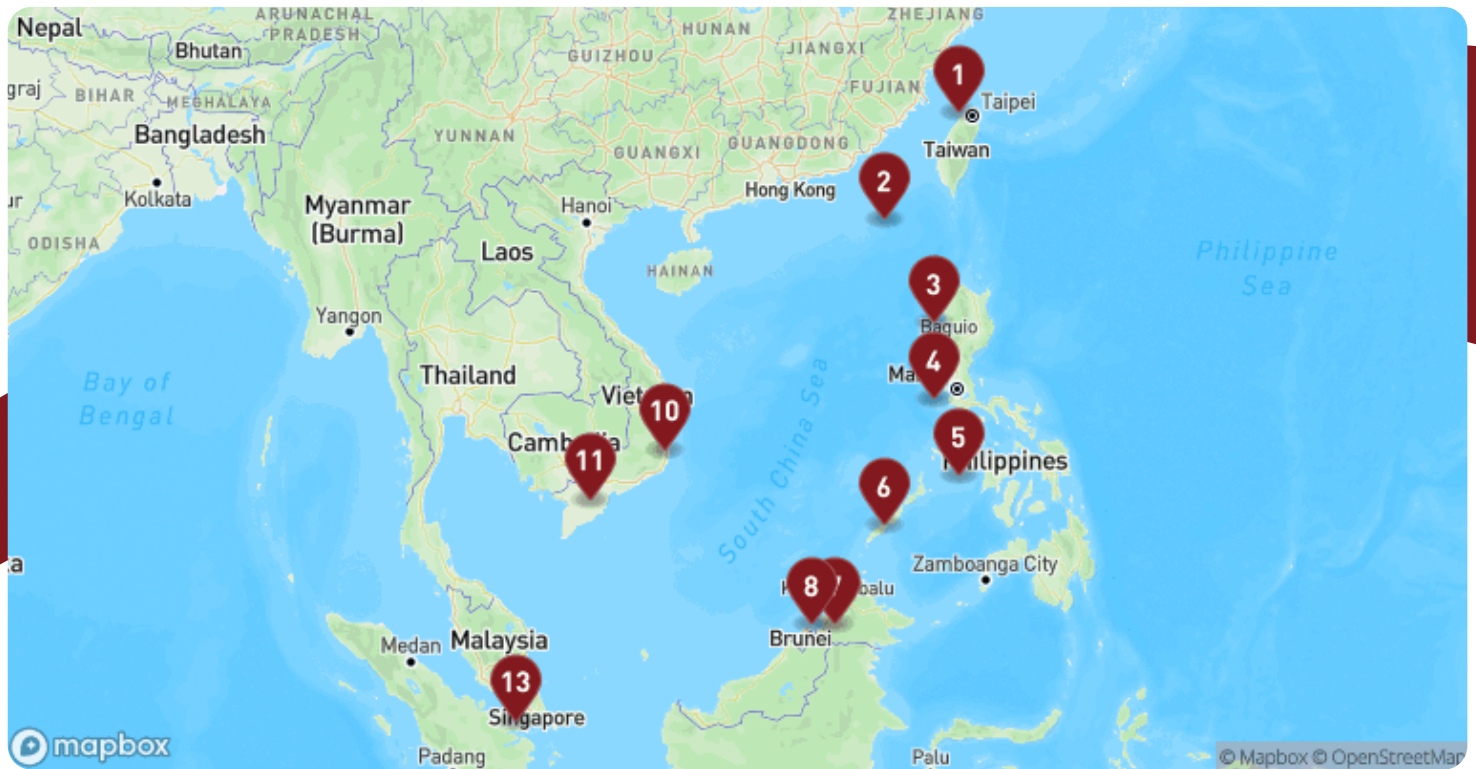 Nepal
Bhutan
ARUNACHAL
PRADESH
HUNAN
ZHEJIANG
GUIZHOU
JIANGXI
FUJIAN
1
graj
BIHAR
MEGHALAYA
Taipei
Bangladesh
YUNNAN
GUANGXI
GUANGDONG
Taiwan
Kolkata
2
Hong Kong
ur
Myanmar
(Burma)
Hanoi
ODISHA
Laos
Philippine
Sea
HAINAN
3
Yangon
Baguio
Thailand
4
Bay of
Bengal
10
South China Sea
5
11
Philippines
6
Zamboanga City
8
Brunei
Medan
Malaysia
13
Singapore
mapbox
Padang
Palu
© Mapbox © OpenStreetMap